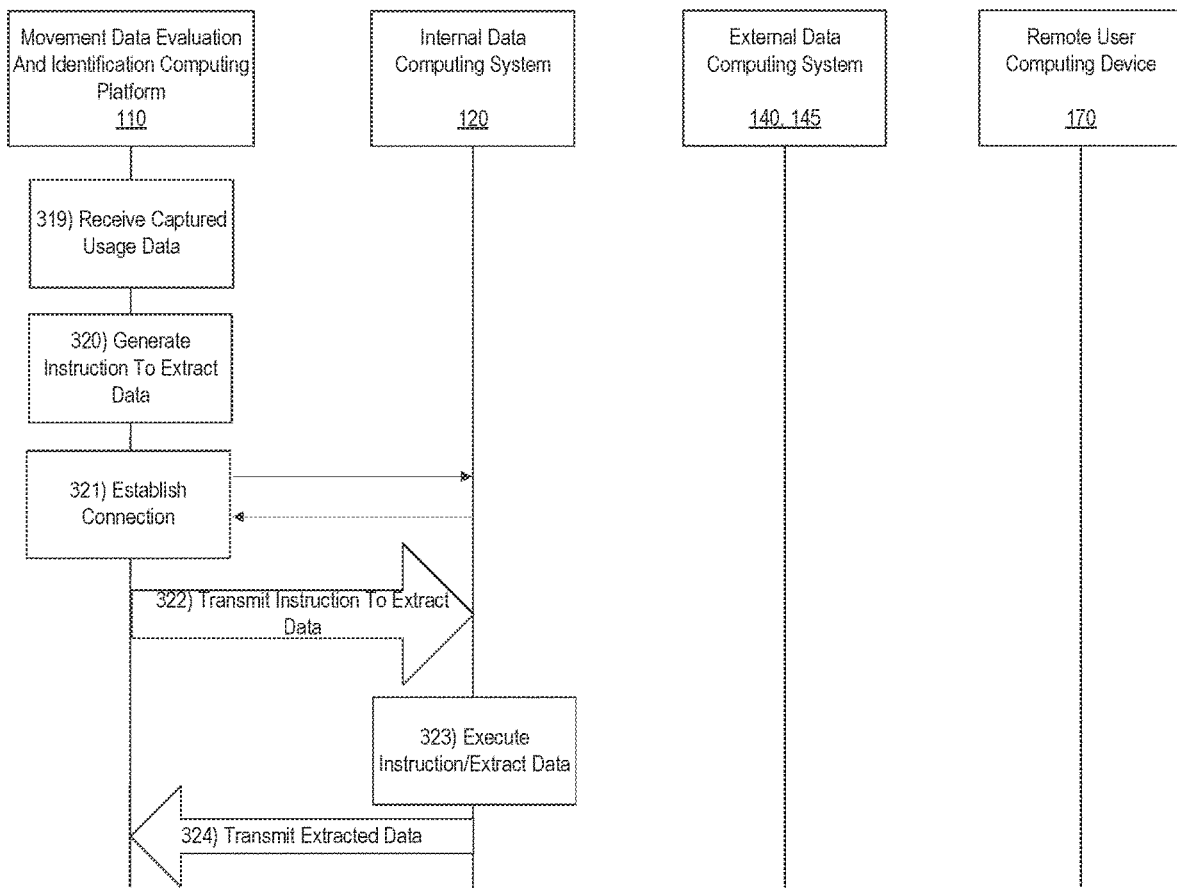 Movement Data Evaluation
And Identification Computing
Platform
110
Internal Data
Computing System
120
External Data
Computing System
140, 145
Remote User
Computing Device
170
319) Receive Captured
Usage Data
320) Generate
Instruction To Extract
Data
321) Establish
Connection
322) Transmit Instruction To Extract
Data
323) Execute
Instruction/Extract Data
324) Transmit Extracted Data